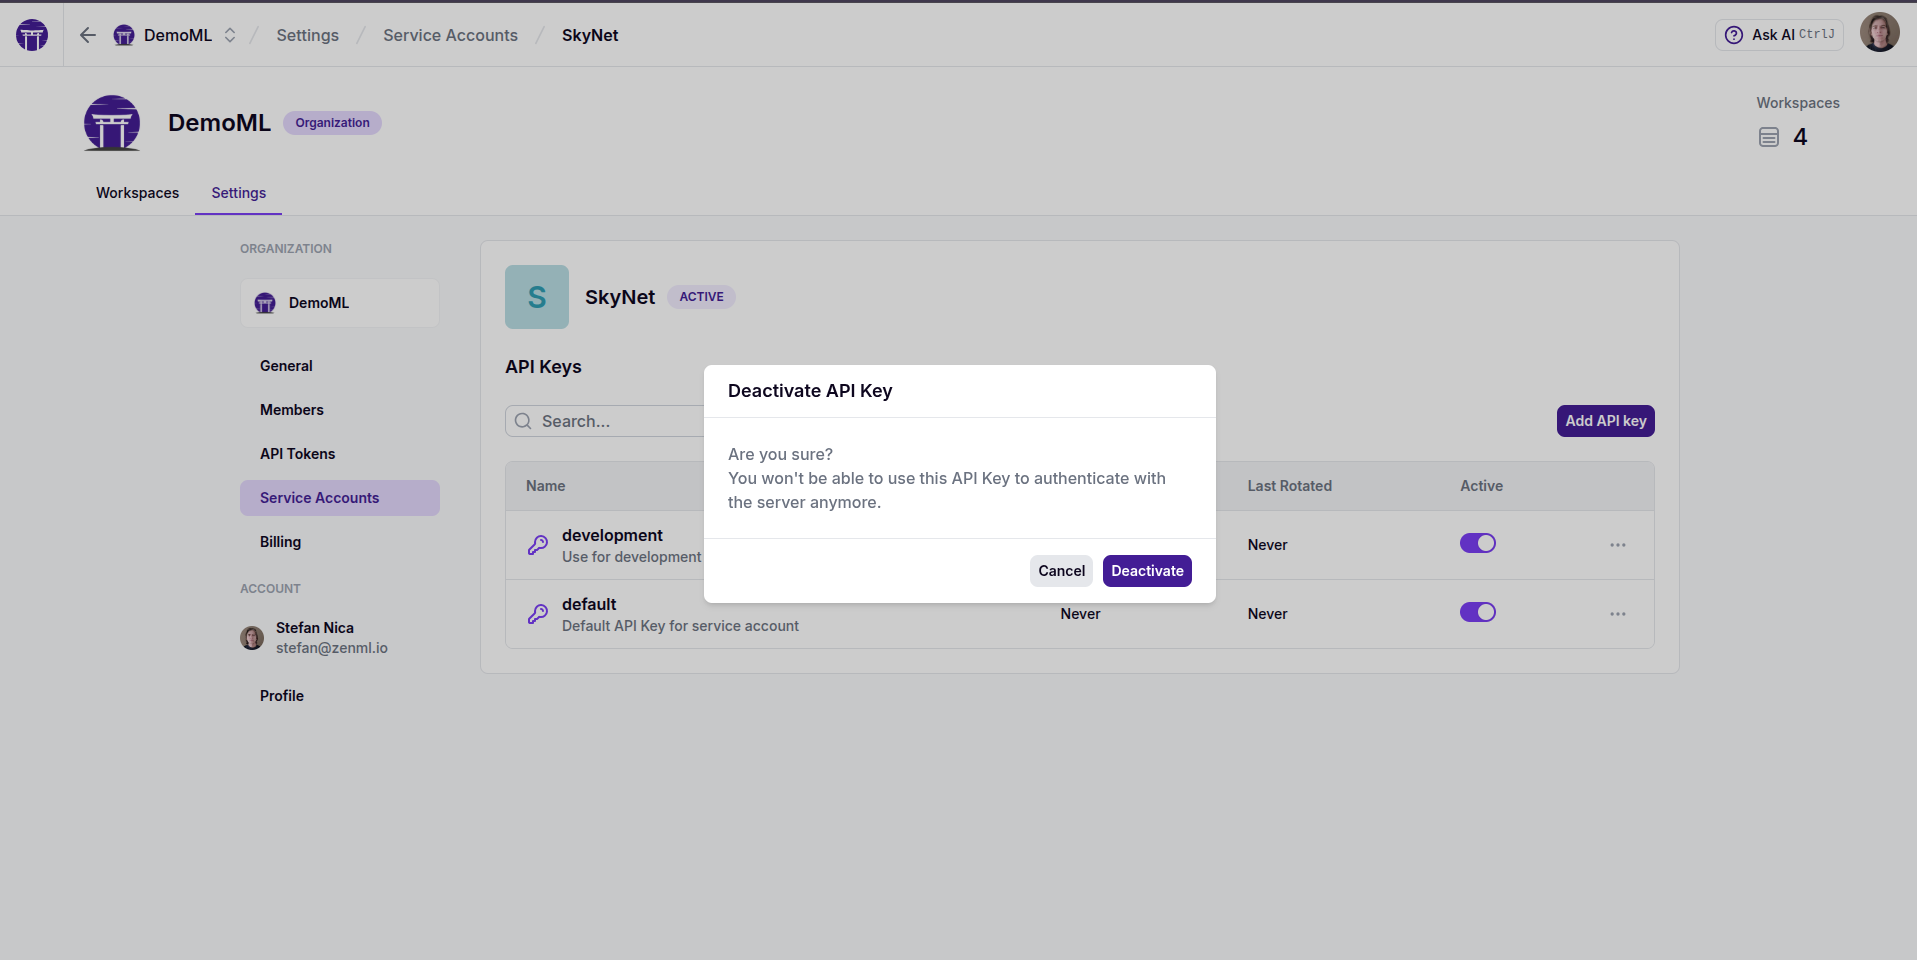 DemoML / Settings / Service Accounts / SkyNet
Ask AI CtrlJ
DemoML Organization
Workspaces
4
Workspaces Settings
ORGANIZATION
DemoML
General
Members
API Tokens
Service Accounts
Billing
ACCOUNT
Stefan Nica
stefan@zenml.io
Profile
S
SkyNet ACTIVE
API Keys
Search...
Add API key
Name Last Rotated Active
development
Use for development
Never
default
Default API Key for service account
Never Never
Deactivate API Key
Are you sure?
You won't be able to use this API Key to authenticate with
the server anymore.
Cancel Deactivate